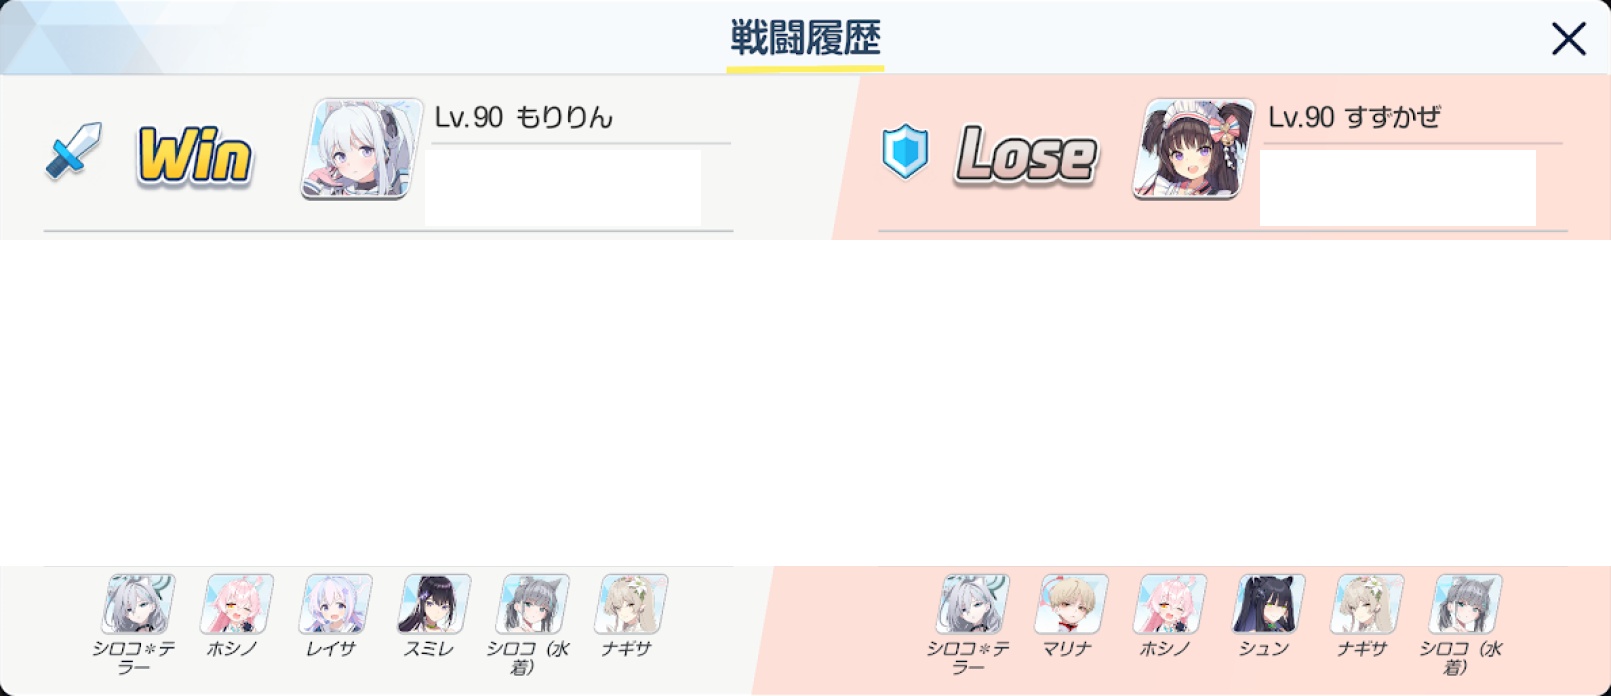 戦闘履歴
Win
Lv.90 もりりん
Lose
Lv.90 すずかぜ
シロコ*テ
ラー
ホシノ
レイサ
スミレ
シロコ（水
着）
ナギサ
シロコ*テ
ラー
マリナ
ホシノ
シュン
ナギサ
シロコ（水
着）